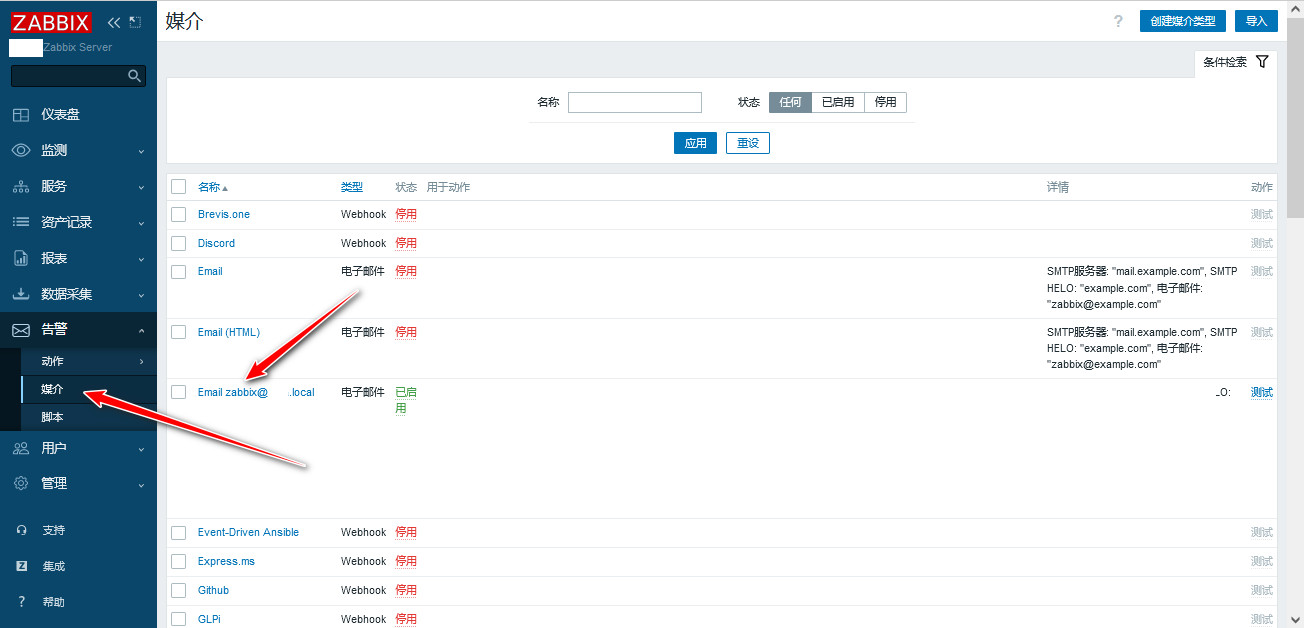 ZABBIX
Zabbix Server
仪表盘
监测
服务
资产记录
报表
数据采集
告警
动作
媒介
脚本
用户
管理
支持
集成
帮助
媒介
?
创建媒介类型
导入
条件检索
名称
状态 任何 已启用 停用
应用 重设
名称 类型 状态 用于动作 详情 动作
Brevis.one Webhook 停用 测试
Discord Webhook 停用 测试
Email 电子邮件 停用 SMTP服务器: "mail.example.com", SMTP 测试
HELO: "example.com", 电子邮件:
"zabbix@example.com"
Email (HTML) 电子邮件 停用 SMTP服务器: "mail.example.com", SMTP 测试
HELO: "example.com", 电子邮件:
"zabbix@example.com"
Email zabbix@ .local 电子邮件 已启 LO: 测试
用
Event-Driven Ansible Webhook 停用 测试
Express.ms Webhook 停用 测试
Github Webhook 停用 测试
GLPi Webhook 停用 测试